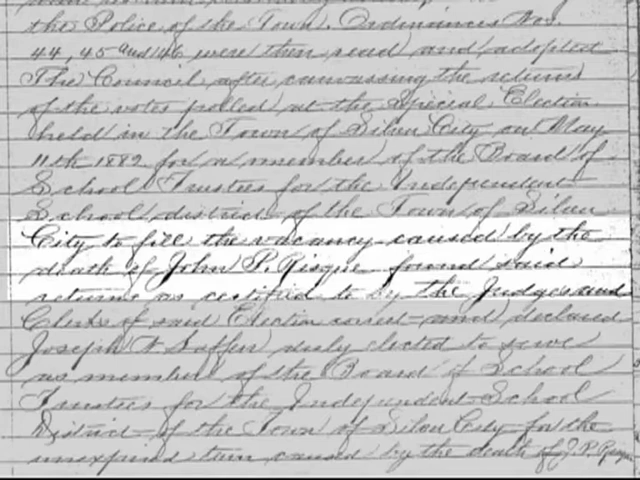 the Police of the Town. Ordinances Nos.
44, 45 and 46 were then read and adopted
The Council after canvassing the returns
of the votes polled at the Special Election
held in the Town of Silver City on May
11th 1882 for a member of the Board of
School Trustees for the Independent
School district of the Town of Silver
City to fill the vacancy caused by the
death of John P. Risque found said
returns as certified to by the Judges and
Clerks of said Election correct and declared
Joseph duly elected to serve
as member of the Board of School
Trustees for the Independent School
District of the Town of Silver City for the
unexpired term caused by the death of J. P. Risque